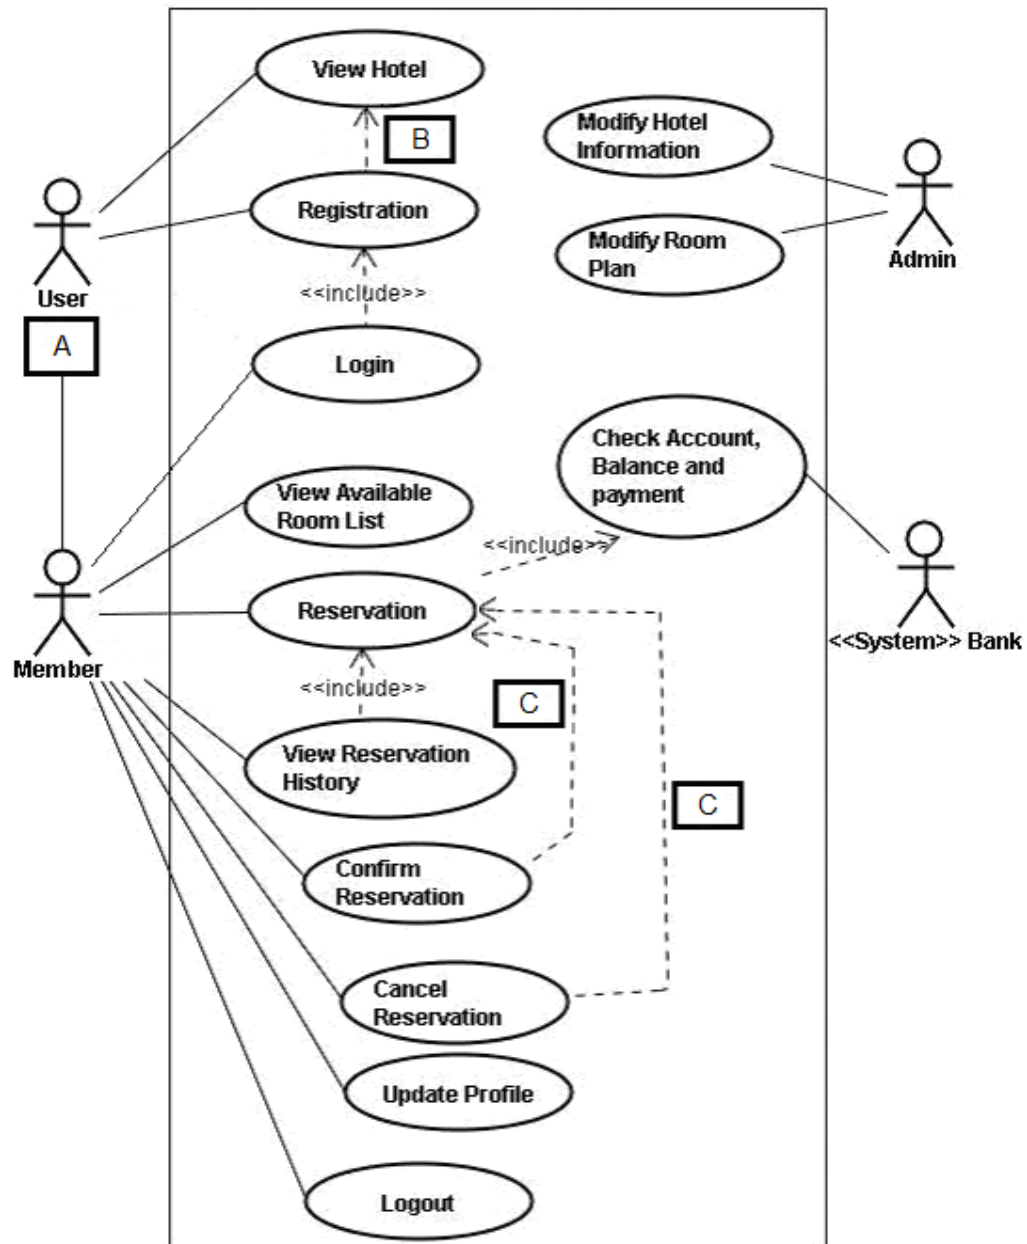 View Hotel
B
Modify Hotel
Information
Registration
Modify Room
Plan
Admin
User
<<include>>
A
Login
Check Account,
Balance and
payment
View Available
Room List
<<include>>
Reservation
<<System>> Bank
Member
<<include>>
C
View Reservation
History
C
Confirm
Reservation
Cancel
Reservation
Update Profile
Logout